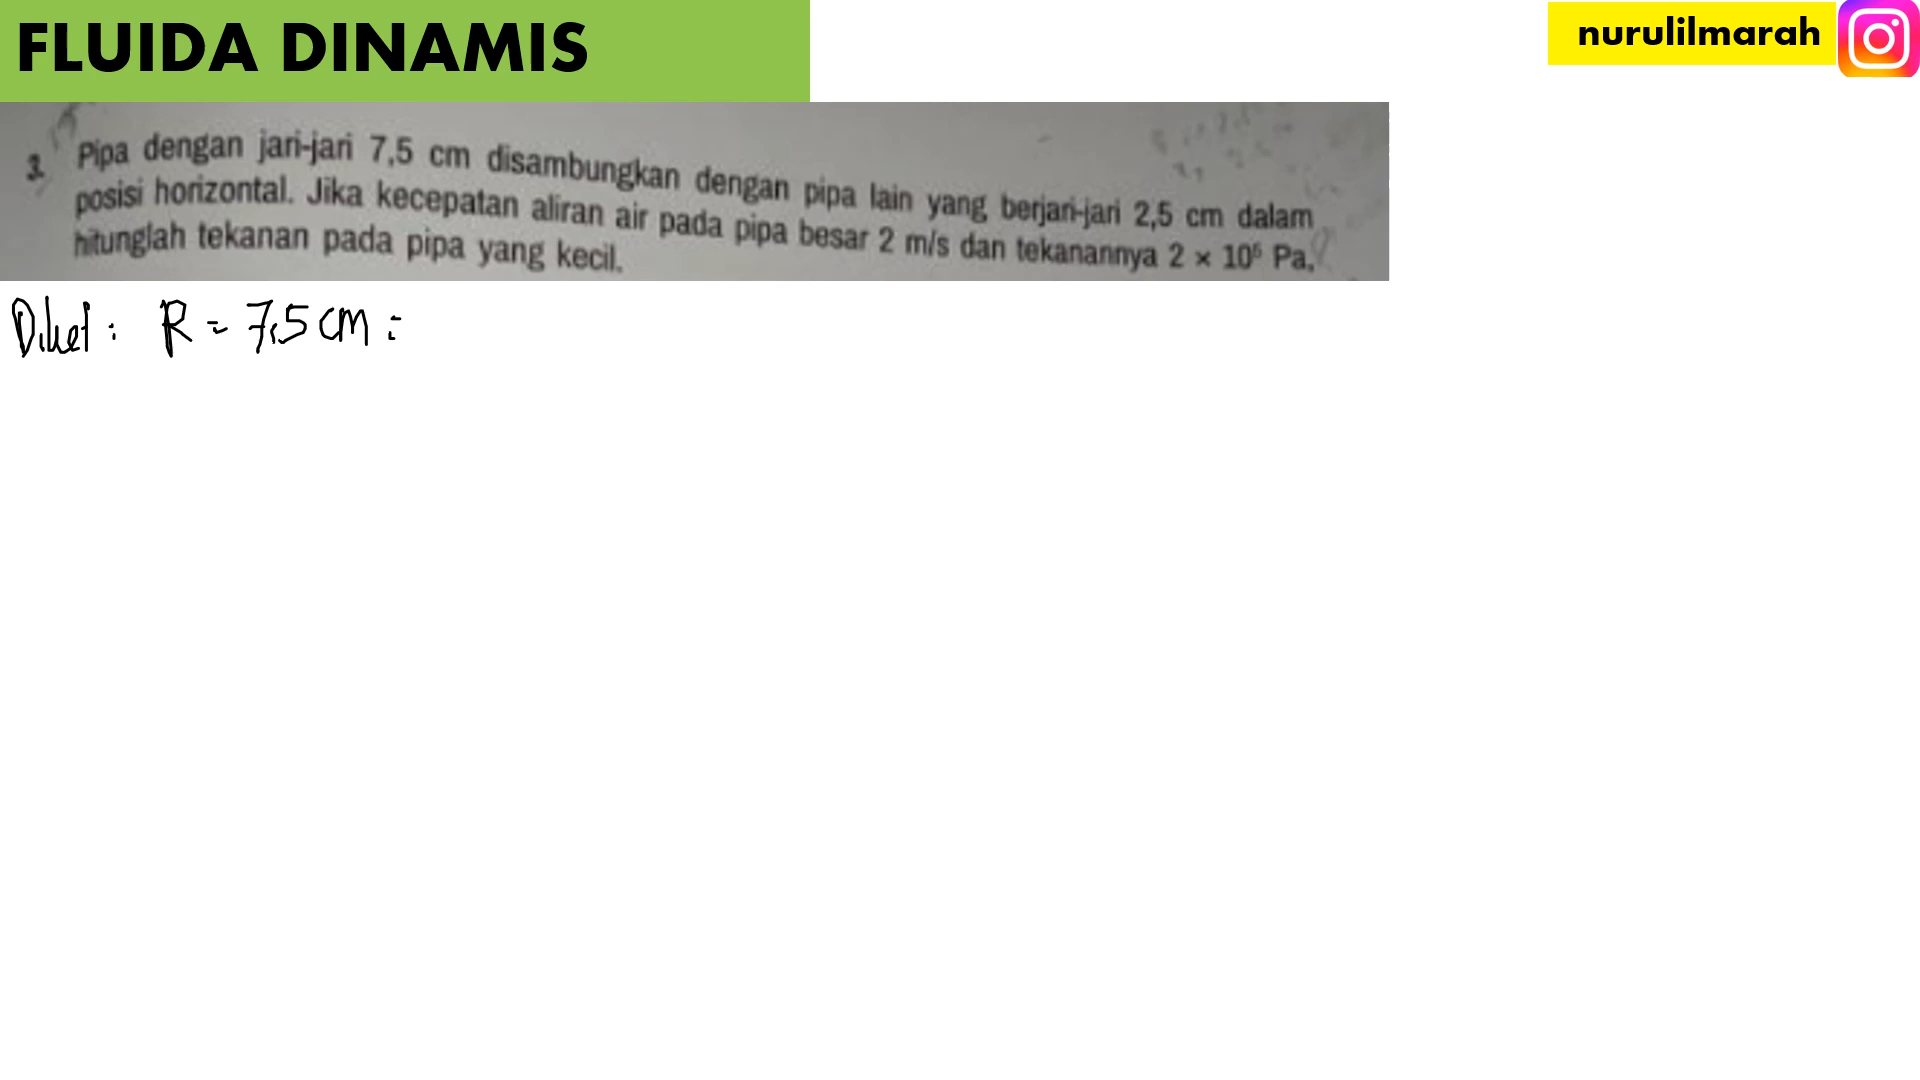 FLUIDA DINAMIS
nurulilmarah
3. Pipa dengan jari-jari 7,5 cm disambungkan dengan pipa lain yang berjari-jari 2,5 cm dalam
posisi horizontal. Jika kecepatan aliran air pada pipa besar 2 m/s dan tekanannya 2 × 10⁵ Pa,
hitunglah tekanan pada pipa yang kecil.
Diket : R = 7,5 cm =